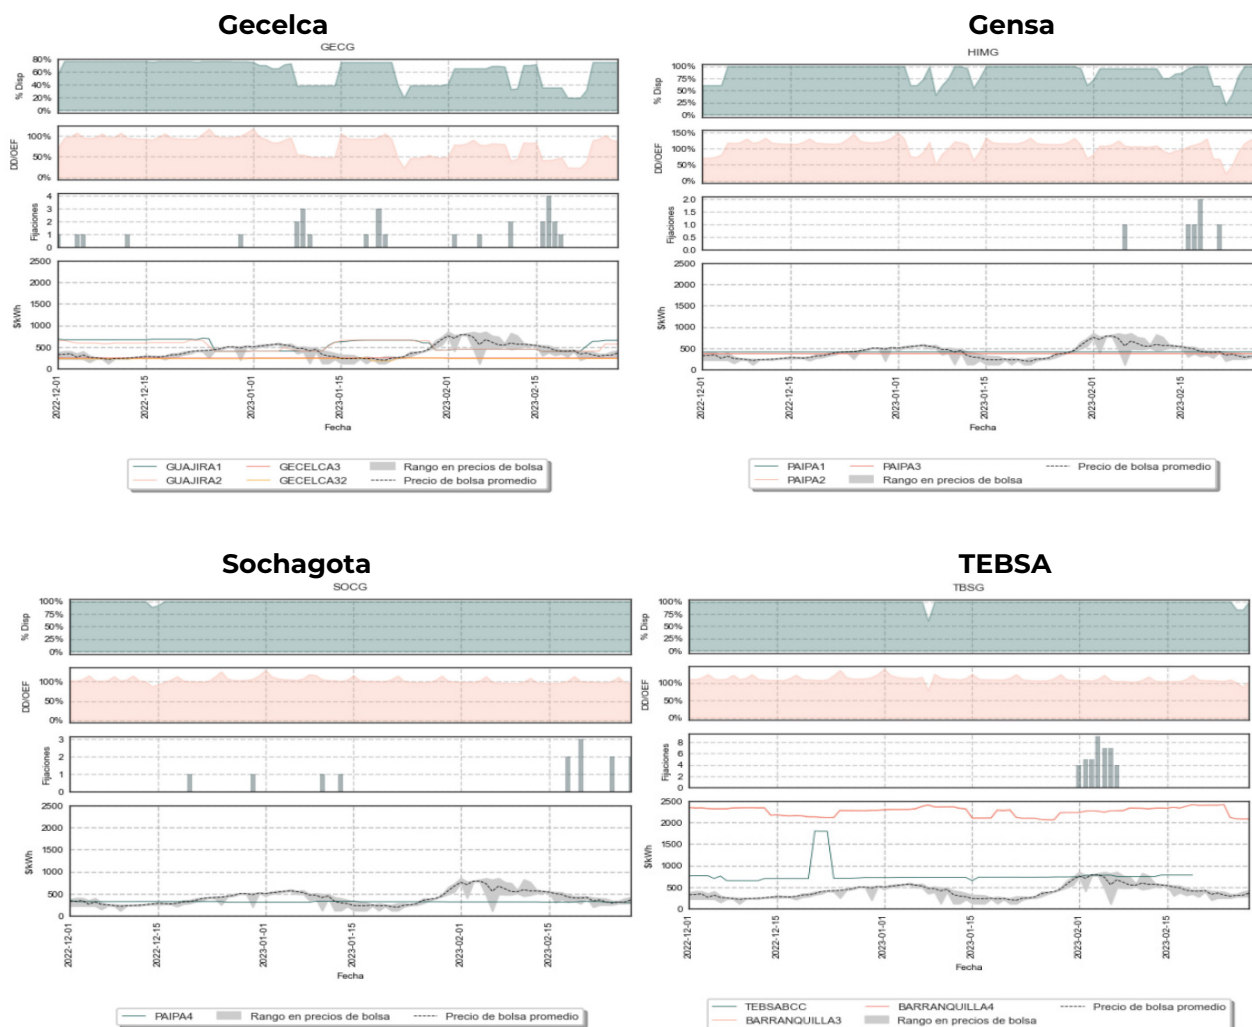 Gecelca
GECG
% Disp
80%
60%
40%
20%
0%
DD/OEF
100%
50%
0%
Fijaciones
4
3
2
1
0
$/kWh
2500
2000
1500
1000
500
0
2022-12-01
2022-12-15
2023-01-01
2023-01-15
2023-02-01
2023-02-15
Fecha
GUAJIRA1 GECELCA3 Rango en precios de bolsa
GUAJIRA2 GECELCA32 Precio de bolsa promedio
Gensa
HIMG
% Disp
100%
75%
50%
25%
0%
DD/OEF
150%
100%
50%
0%
Fijaciones
2.0
1.5
1.0
0.5
0.0
$/kWh
2500
2000
1500
1000
500
0
2022-12-01
2022-12-15
2023-01-01
2023-01-15
2023-02-01
2023-02-15
Fecha
PAIPA1 PAIPA3 Precio de bolsa promedio
PAIPA2 Rango en precios de bolsa
Sochagota
SOCG
% Disp
100%
75%
50%
25%
0%
DD/OEF
100%
50%
0%
Fijaciones
3
2
1
0
$/kWh
2500
2000
1500
1000
500
0
2022-12-01
2022-12-15
2023-01-01
2023-01-15
2023-02-01
2023-02-15
Fecha
PAIPA4 Rango en precios de bolsa Precio de bolsa promedio
TEBSA
TBSG
% Disp
100%
75%
50%
25%
0%
DD/OEF
100%
50%
0%
Fijaciones
8
6
4
2
0
$/kWh
2500
2000
1500
1000
500
0
2022-12-01
2022-12-15
2023-01-01
2023-01-15
2023-02-01
2023-02-15
Fecha
TEBSABCC BARRANQUILLA4 Precio de bolsa promedio
BARRANQUILLA3 Rango en precios de bolsa